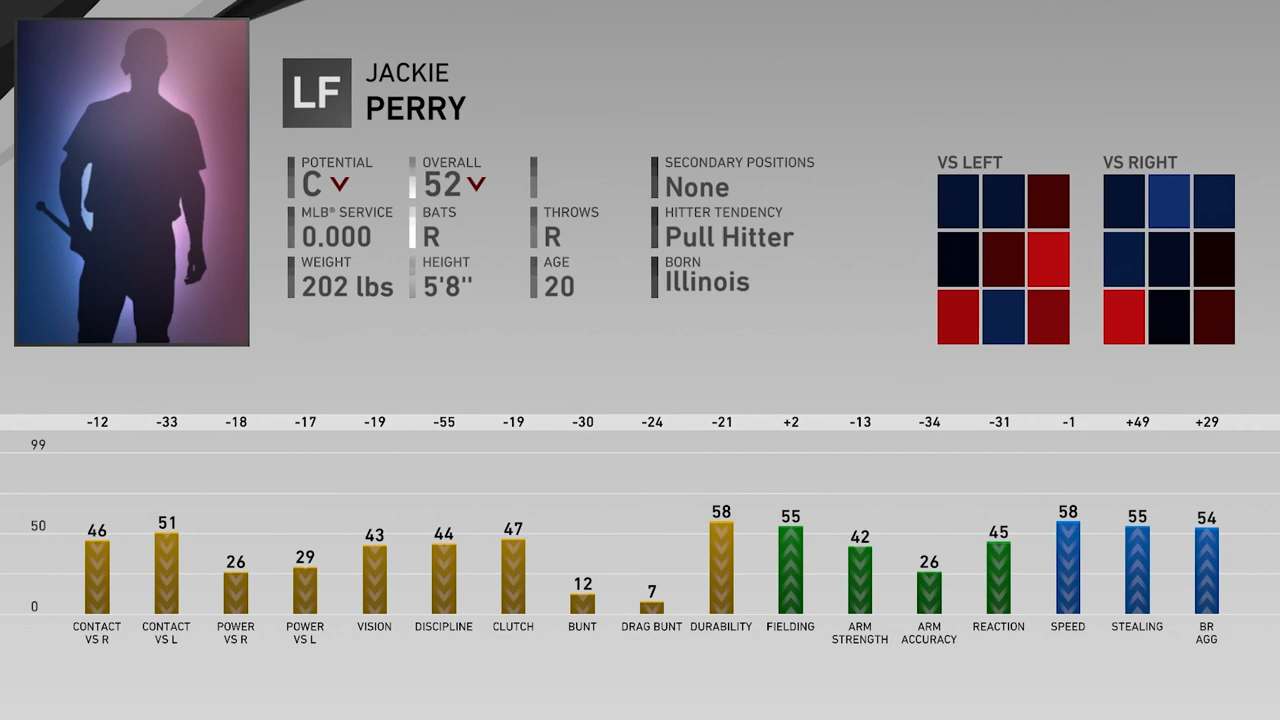 LF
JACKIE
PERRY
POTENTIAL
C
OVERALL
52
SECONDARY POSITIONS
None
MLB® SERVICE
0.000
BATS
R
THROWS
R
HITTER TENDENCY
Pull Hitter
WEIGHT
202 lbs
HEIGHT
5'8"
AGE
20
BORN
Illinois
VS LEFT
VS RIGHT
-12 -33 -18 -17 -19 -55 -19 -30 -24 -21 +2 -13 -34 -31 -1 +49 +29
99
50
0
46 51 26 29 43 44 47 12 7 58 55 42 26 45 58 55 54
CONTACT VS R
CONTACT VS L
POWER VS R
POWER VS L
VISION
DISCIPLINE
CLUTCH
BUNT
DRAG BUNT
DURABILITY
FIELDING
ARM STRENGTH
ARM ACCURACY
REACTION
SPEED
STEALING
BR AGG